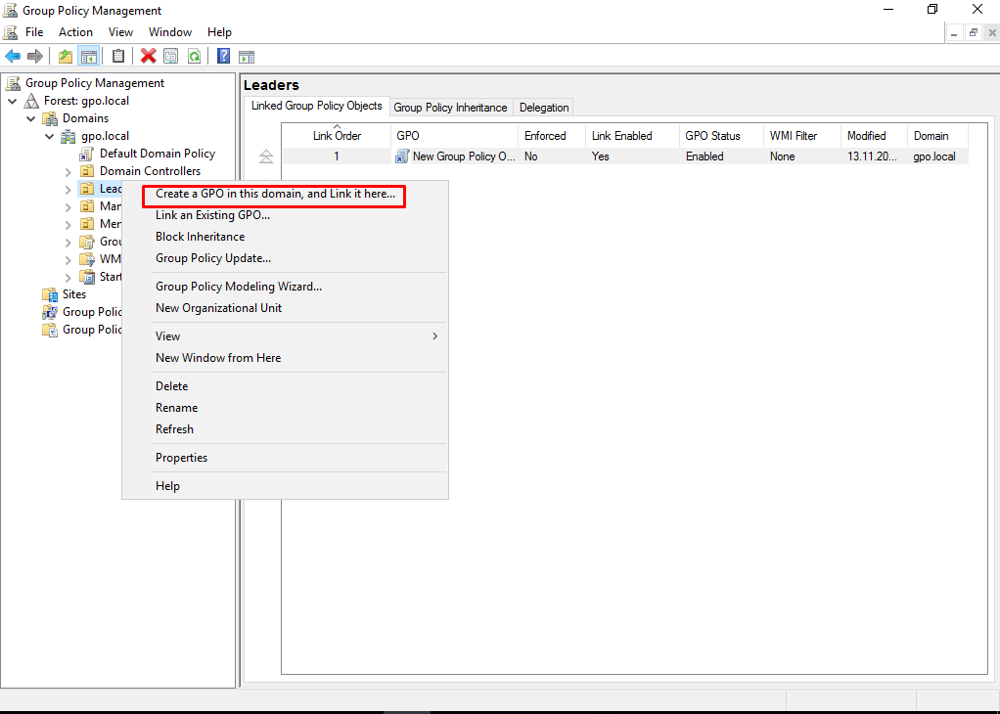 Group Policy Management
File Action View Window Help
Group Policy Management
Forest: gpo.local
Domains
gpo.local
Default Domain Policy
Domain Controllers
Lead
Mar
Mer
Grou
WM
Start
Sites
Group Polic
Group Polic
Create a GPO in this domain, and Link it here...
Link an Existing GPO...
Block Inheritance
Group Policy Update...
Group Policy Modeling Wizard...
New Organizational Unit
View
New Window from Here
Delete
Rename
Refresh
Properties
Help
Leaders
Linked Group Policy Objects Group Policy Inheritance Delegation
Link Order GPO Enforced Link Enabled GPO Status WMI Filter Modified Domain
1 New Group Policy O... No Yes Enabled None 13.11.20... gpo.local